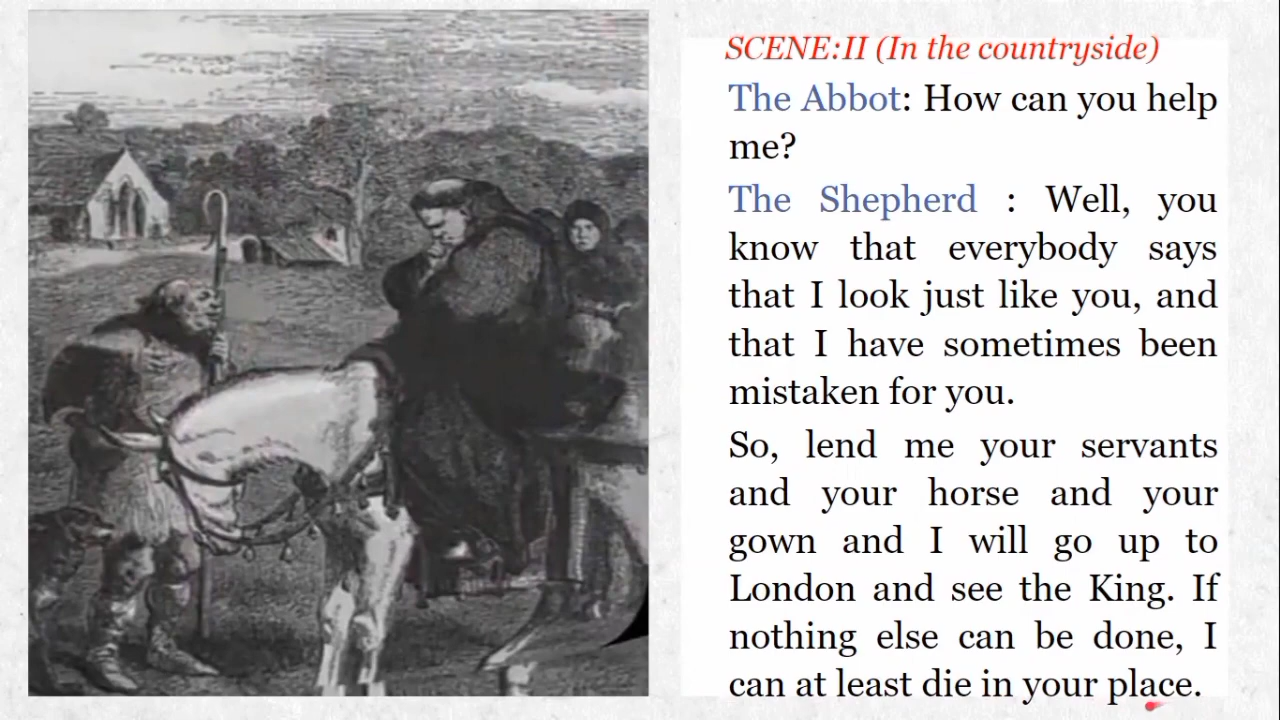 SCENE:II (In the countryside)
The Abbot: How can you help
me?
The Shepherd : Well, you
know that everybody says
that I look just like you, and
that I have sometimes been
mistaken for you.
So, lend me your servants
and your horse and your
gown and I will go up to
London and see the King. If
nothing else can be done, I
can at least die in your place.